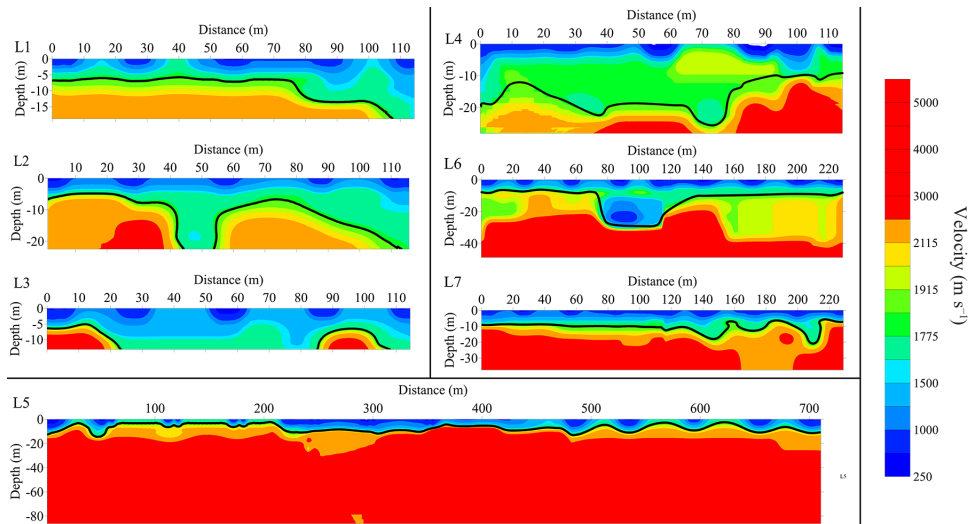 Distance (m)
L1
0 10 20 30 40 50 60 70 80 90 100 110
Depth (m)
0
-5
-10
-15
Distance (m)
L2
0 10 20 30 40 50 60 70 80 90 100 110
Depth (m)
0
-10
-20
Distance (m)
L3
0 10 20 30 40 50 60 70 80 90 100 110
Depth (m)
0
-5
-10
Distance (m)
L4
0 10 20 30 40 50 60 70 80 90 100 110
Depth (m)
0
-10
-20
Distance (m)
L6
0 20 40 60 80 100 120 140 160 180 200 220
Depth (m)
0
-20
-40
Distance (m)
L7
0 20 40 60 80 100 120 140 160 180 200 220
Depth (m)
0
-10
-20
-30
Distance (m)
L5
100 200 300 400 500 600 700
Depth (m)
0
-20
-40
-60
-80
L5
5000
4000
3000
2115
1915
1775
1500
1000
250
Velocity (m s⁻¹)